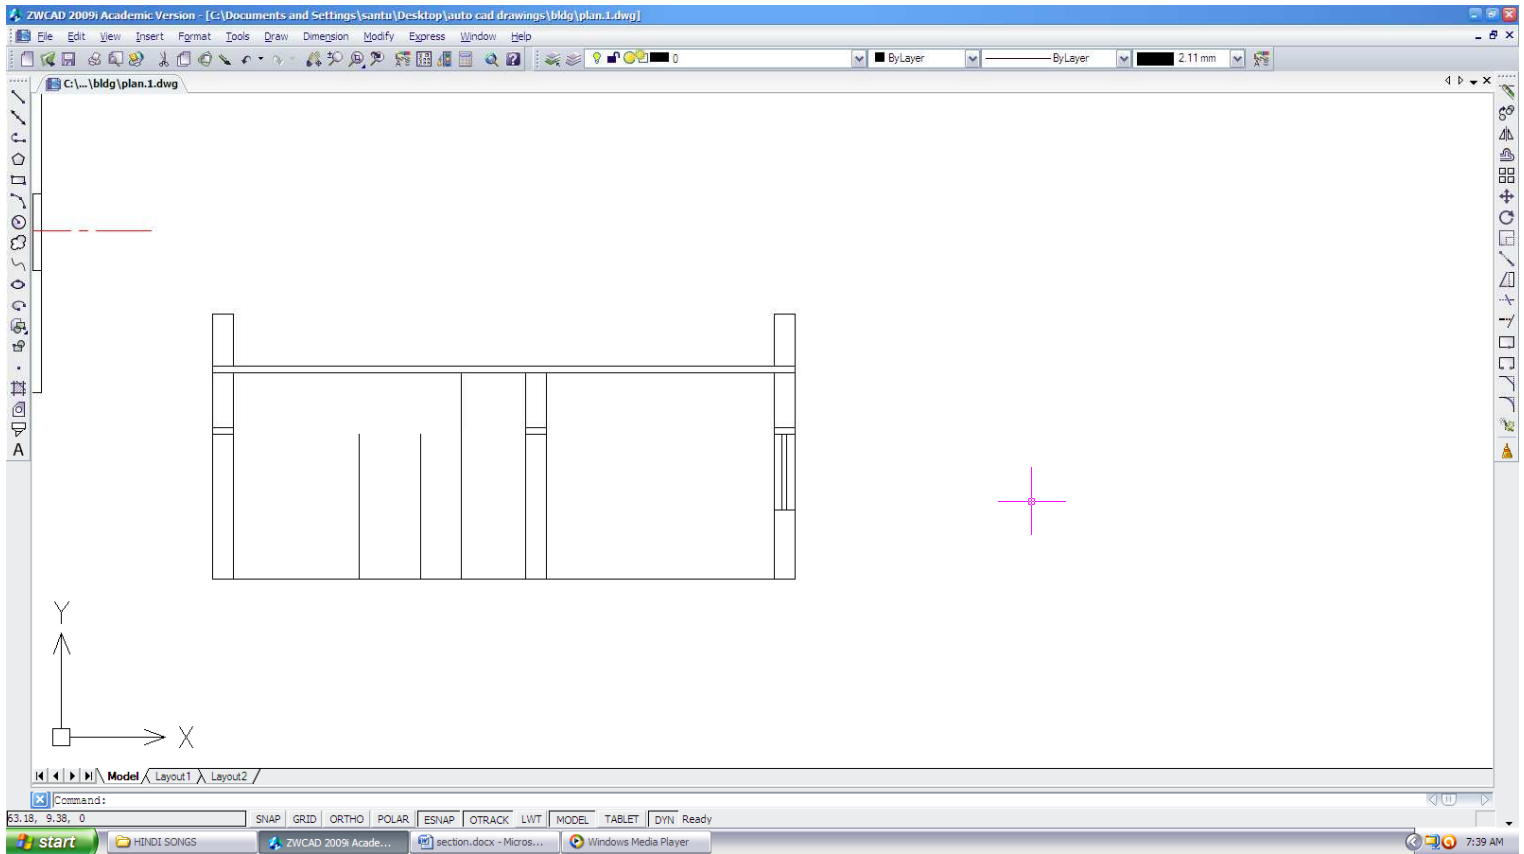 ZWCAD 2009i Academic Version - [C:\Documents and Settings\santu\Desktop\auto cad drawings\bldg\plan.1.dwg]
File Edit View Insert Format Tools Draw Dimension Modify Express Window Help
0 ByLayer ByLayer 2.11 mm
C:\...\bldg\plan.1.dwg
A
Y
X
Model Layout1 Layout2
Command:
63.18, 9.38, 0 SNAP GRID ORTHO POLAR ESNAP OTRACK LWT MODEL TABLET DYN Ready
start HINDI SONGS ZWCAD 2009i Acade... section.docx - Micros... Windows Media Player 7:39 AM